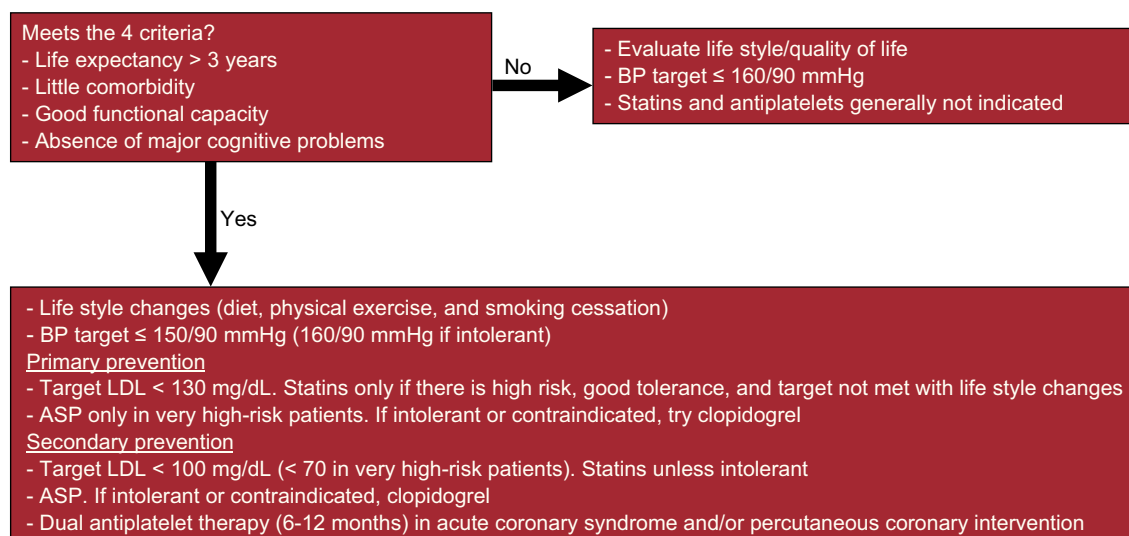 Meets the 4 criteria?
- Life expectancy > 3 years
- Little comorbidity
- Good functional capacity
- Absence of major cognitive problems
No
- Evaluate life style/quality of life
- BP target ≤ 160/90 mmHg
- Statins and antiplatelets generally not indicated
Yes
- Life style changes (diet, physical exercise, and smoking cessation)
- BP target ≤ 150/90 mmHg (160/90 mmHg if intolerant)
Primary prevention
- Target LDL < 130 mg/dL. Statins only if there is high risk, good tolerance, and target not met with life style changes
- ASP only in very high-risk patients. If intolerant or contraindicated, try clopidogrel
Secondary prevention
- Target LDL < 100 mg/dL (< 70 in very high-risk patients). Statins unless intolerant
- ASP. If intolerant or contraindicated, clopidogrel
- Dual antiplatelet therapy (6-12 months) in acute coronary syndrome and/or percutaneous coronary intervention